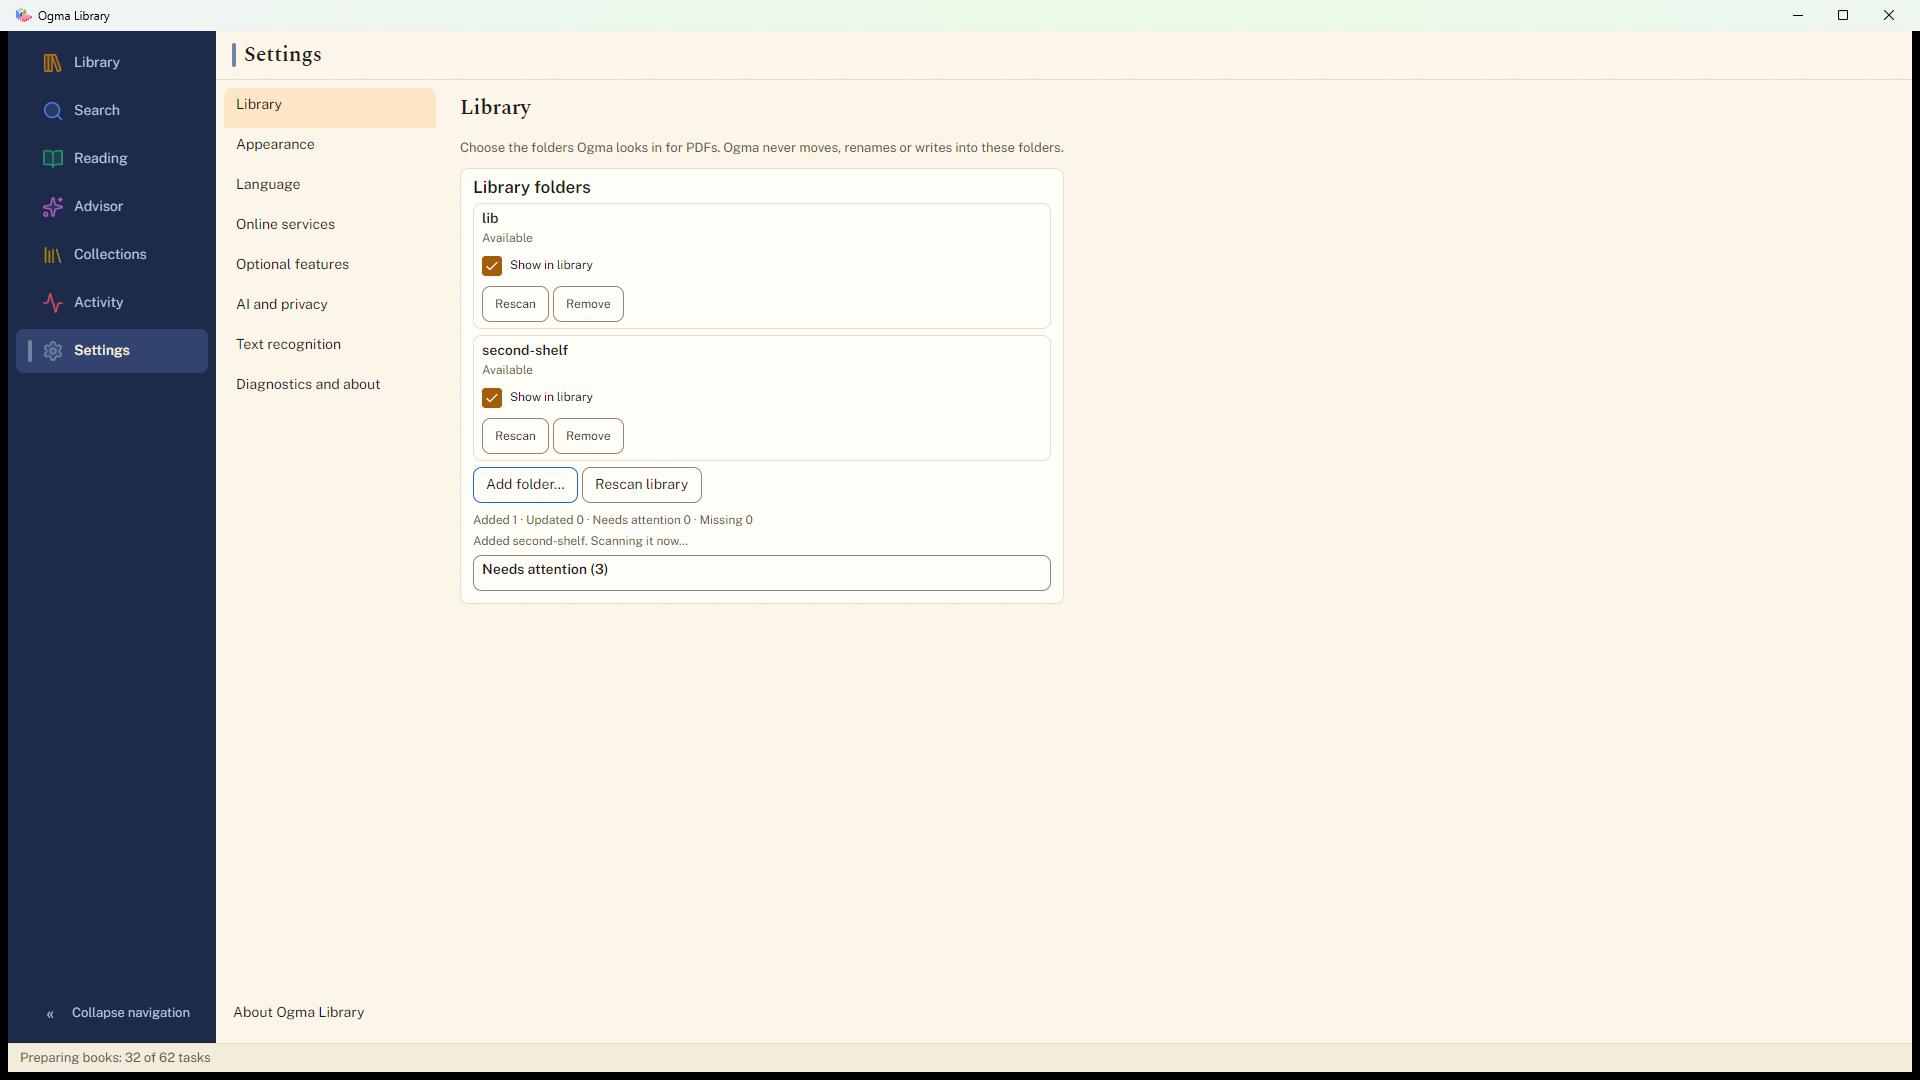 Ogma Library
Library
Search
Reading
Advisor
Collections
Activity
Settings
« Collapse navigation
Settings
Library
Appearance
Language
Online services
Optional features
AI and privacy
Text recognition
Diagnostics and about
About Ogma Library
Library
Choose the folders Ogma looks in for PDFs. Ogma never moves, renames or writes into these folders.
Library folders
lib
Available
Show in library
Rescan Remove
second-shelf
Available
Show in library
Rescan Remove
Add folder... Rescan library
Added 1 · Updated 0 · Needs attention 0 · Missing 0
Added second-shelf. Scanning it now...
Needs attention (3)
Preparing books: 32 of 62 tasks